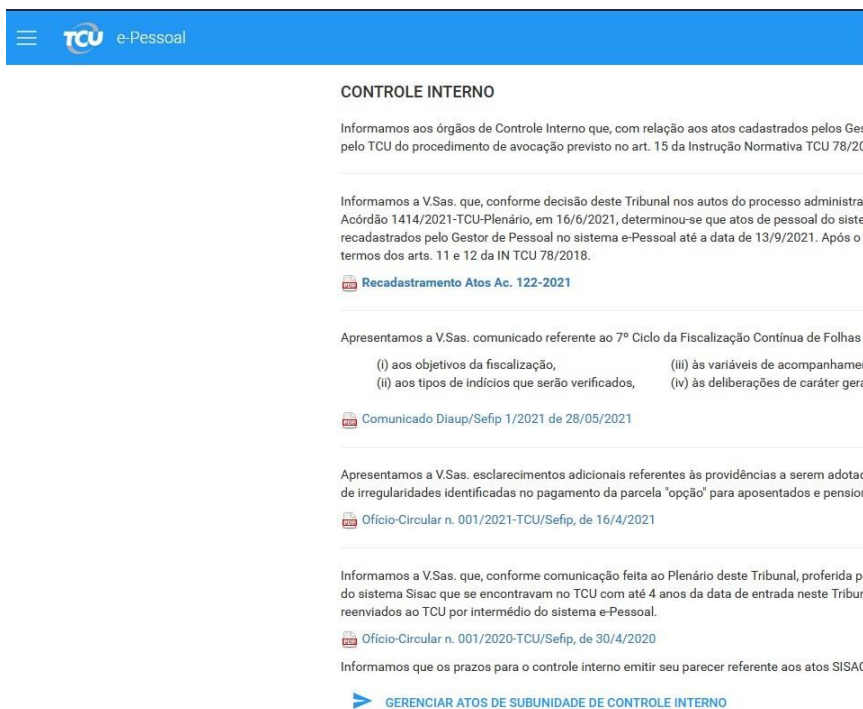 TCU e-Pessoal
CONTROLE INTERNO
Informamos aos órgãos de Controle Interno que, com relação aos atos cadastrados pelos
pelo TCU do procedimento de avocação previsto no art. 15 da Instrução Normativa TCU
Informamos a V.Sas. que, conforme decisão deste Tribunal nos autos do processo
Acórdão 1414/2021-TCU-Plenário, em 16/6/2021, determinou-se que atos de pessoal do
recadastrados pelo Gestor de Pessoal no sistema e-Pessoal até a data de 13/9/2021. Após o
termos dos arts. 11 e 12 da IN TCU 78/2018.
PDF Recadastramento Atos Ac. 122-2021
Apresentamos a V.Sas. comunicado referente ao 7º Ciclo da Fiscalização Contínua de Folhas
(i) aos objetivos da fiscalização, (iii) às variáveis de
(ii) aos tipos de indícios que serão verificados, (iv) às deliberações de caráter
PDF Comunicado Diaup/Sefip 1/2021 de 28/05/2021
Apresentamos a V.Sas. esclarecimentos adicionais referentes às providências a serem
de irregularidades identificadas no pagamento da parcela "opção" para aposentados e
PDF Ofício-Circular n. 001/2021-TCU/Sefip, de 16/4/2021
Informamos a V.Sas. que, conforme comunicação feita ao Plenário deste Tribunal, proferida
do sistema Sisac que se encontravam no TCU com até 4 anos da data de entrada neste
reenviados ao TCU por intermédio do sistema e-Pessoal.
PDF Ofício-Circular n. 001/2020-TCU/Sefip, de 30/4/2020
Informamos que os prazos para o controle interno emitir seu parecer referente aos atos SISAC
GERENCIAR ATOS DE SUBUNIDADE DE CONTROLE INTERNO